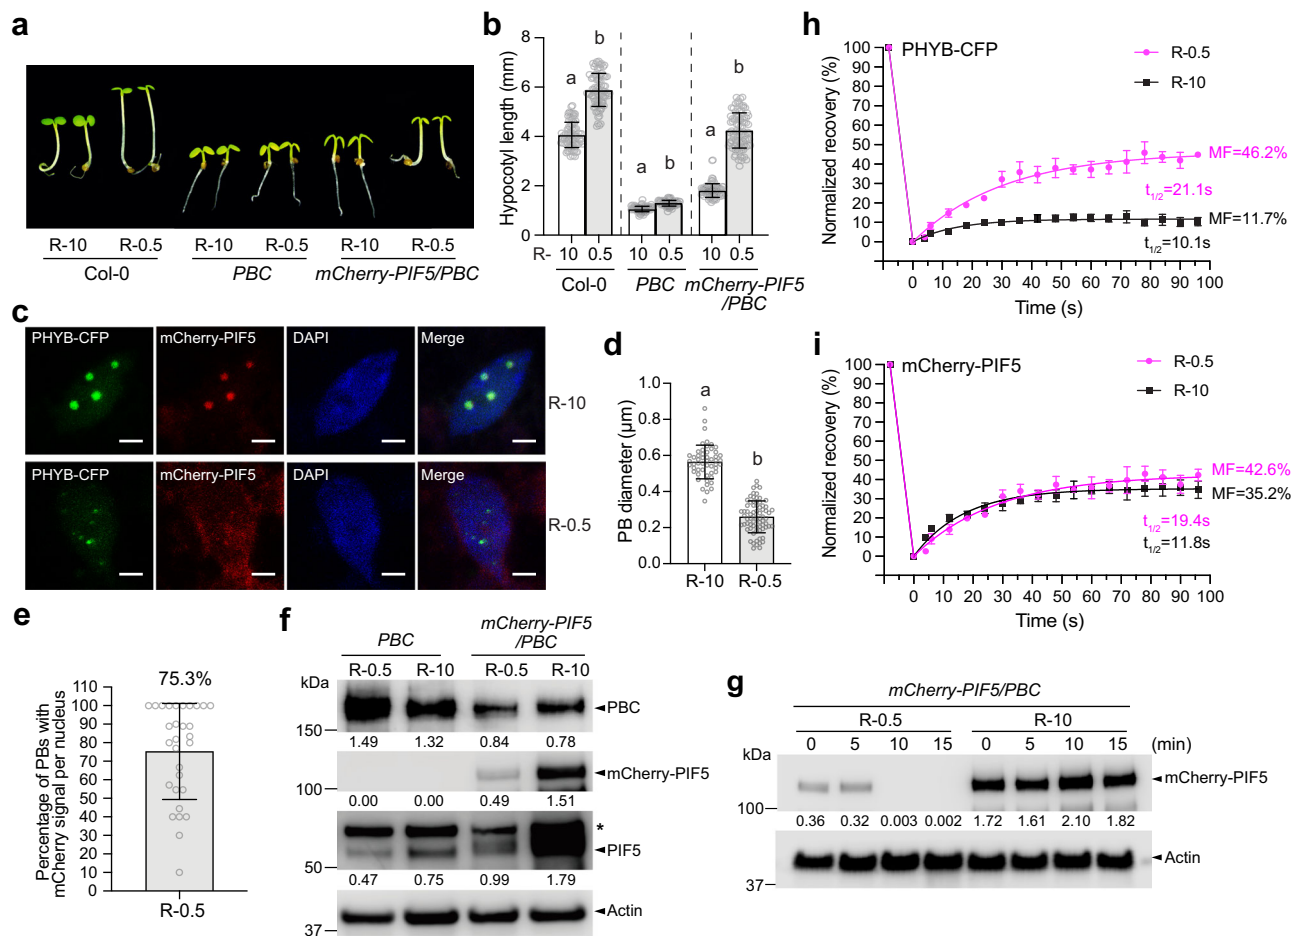 a
R-10 R-0.5 R-10 R-0.5 R-10 R-0.5
Col-0 PBC mCherry-PIF5/PBC
b
Hypocotyl length (mm)
8
6
4
2
0
a b a b a b
R- 10 0.5 10 0.5 10 0.5
Col-0 PBC mCherry-PIF5
/PBC
c
PHYB-CFP mCherry-PIF5 DAPI Merge
R-10
PHYB-CFP mCherry-PIF5 DAPI Merge
R-0.5
d
PB diameter (µm)
1.0
0.8
0.6
0.4
0.2
0.0
a b
R-10 R-0.5
e
75.3%
Percentage of PBs with
mCherry signal per nucleus
110
100
90
80
70
60
50
40
30
20
10
0
R-0.5
f
PBC mCherry-PIF5
/PBC
R-0.5 R-10 R-0.5 R-10
kDa
PBC
150
1.49 1.32 0.84 0.78
mCherry-PIF5
100
0.00 0.00 0.49 1.51
*
PIF5
50
0.47 0.75 0.99 1.79
Actin
37
g
mCherry-PIF5/PBC
R-0.5 R-10
0 5 10 15 0 5 10 15 (min)
kDa
mCherry-PIF5
100
0.36 0.32 0.003 0.002 1.72 1.61 2.10 1.82
Actin
37
h
PHYB-CFP
R-0.5
R-10
Normalized recovery (%)
100
90
80
70
60
50
40
30
20
10
0
MF=46.2%
t1/2=21.1s
MF=11.7%
t1/2=10.1s
0 10 20 30 40 50 60 70 80 90 100
Time (s)
i
mCherry-PIF5
R-0.5
R-10
Normalized recovery (%)
100
90
80
70
60
50
40
30
20
10
0
MF=42.6%
MF=35.2%
t1/2=19.4s
t1/2=11.8s
0 10 20 30 40 50 60 70 80 90 100
Time (s)